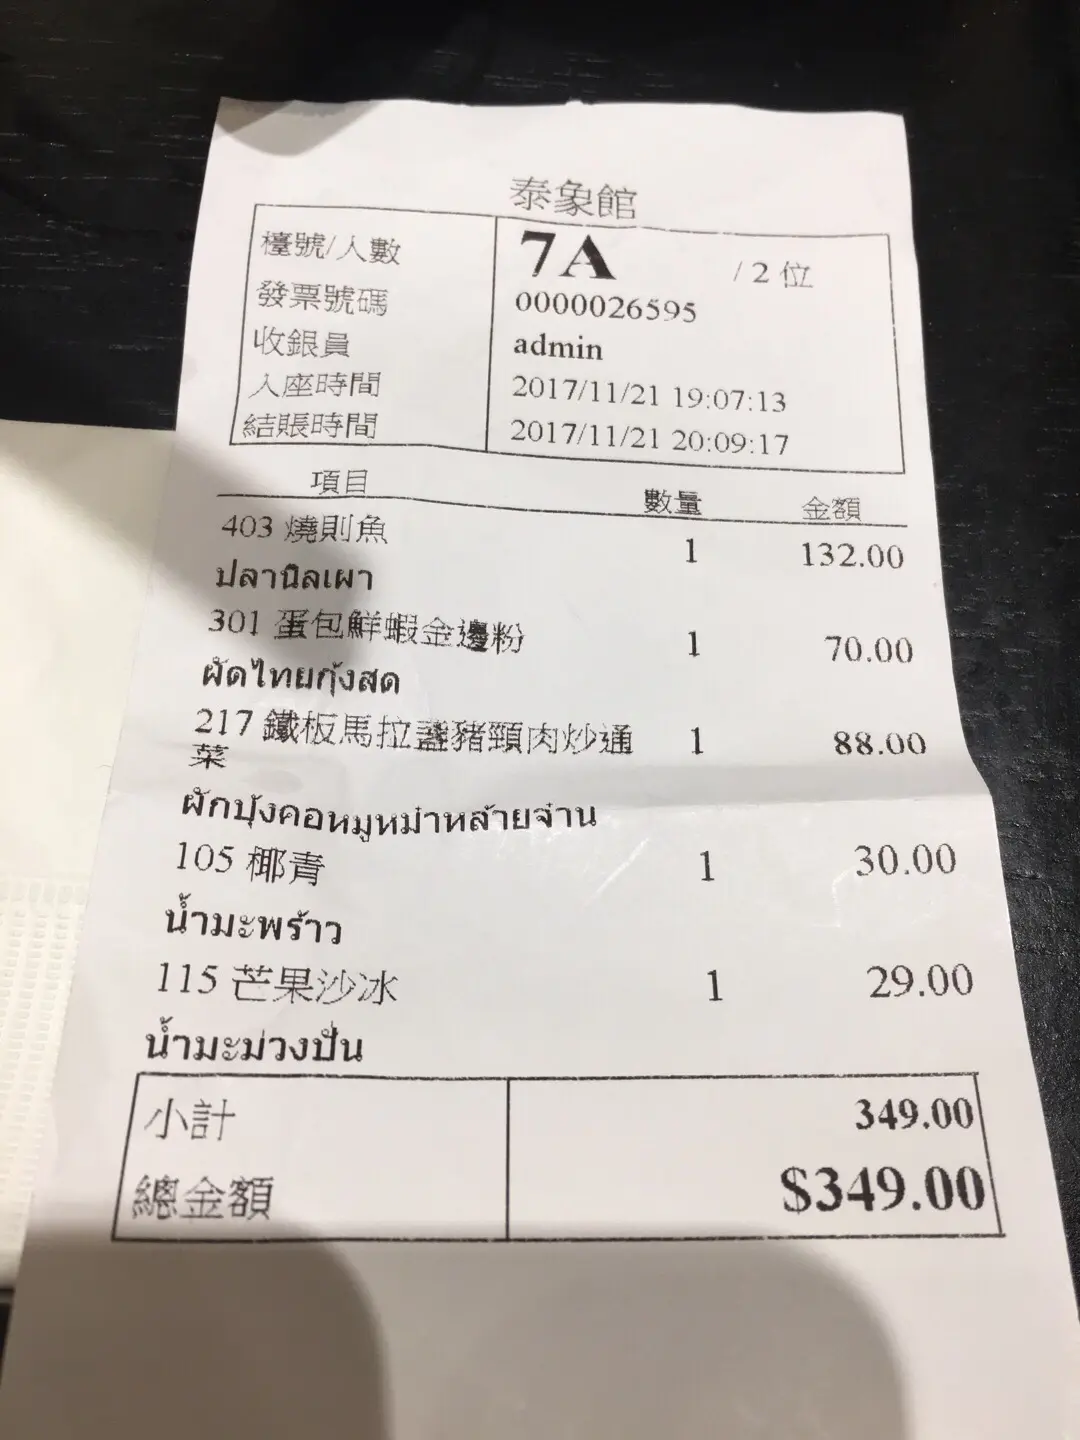 泰象館
檯號/人數 7A / 2 位
發票號碼 0000026595
收銀員 admin
入座時間 2017/11/21 19:07:13
結賬時間 2017/11/21 20:09:17
項目 數量 金額
403 燒則魚 1 132.00
ปลานิลเผา
301 蛋包鮮蝦金邊粉 1 70.00
ผัดไทยกุ้งสด
217 鐵板馬拉盞豬頸肉炒通 1 88.00
菜
ผักบุ้งคอหมูหม่าหล้ายจ๋าน
105 椰青 1 30.00
น้ำมะพร้าว
115 芒果沙冰 1 29.00
น้ำมะม่วงปั่น
小計 349.00
總金額 $349.00